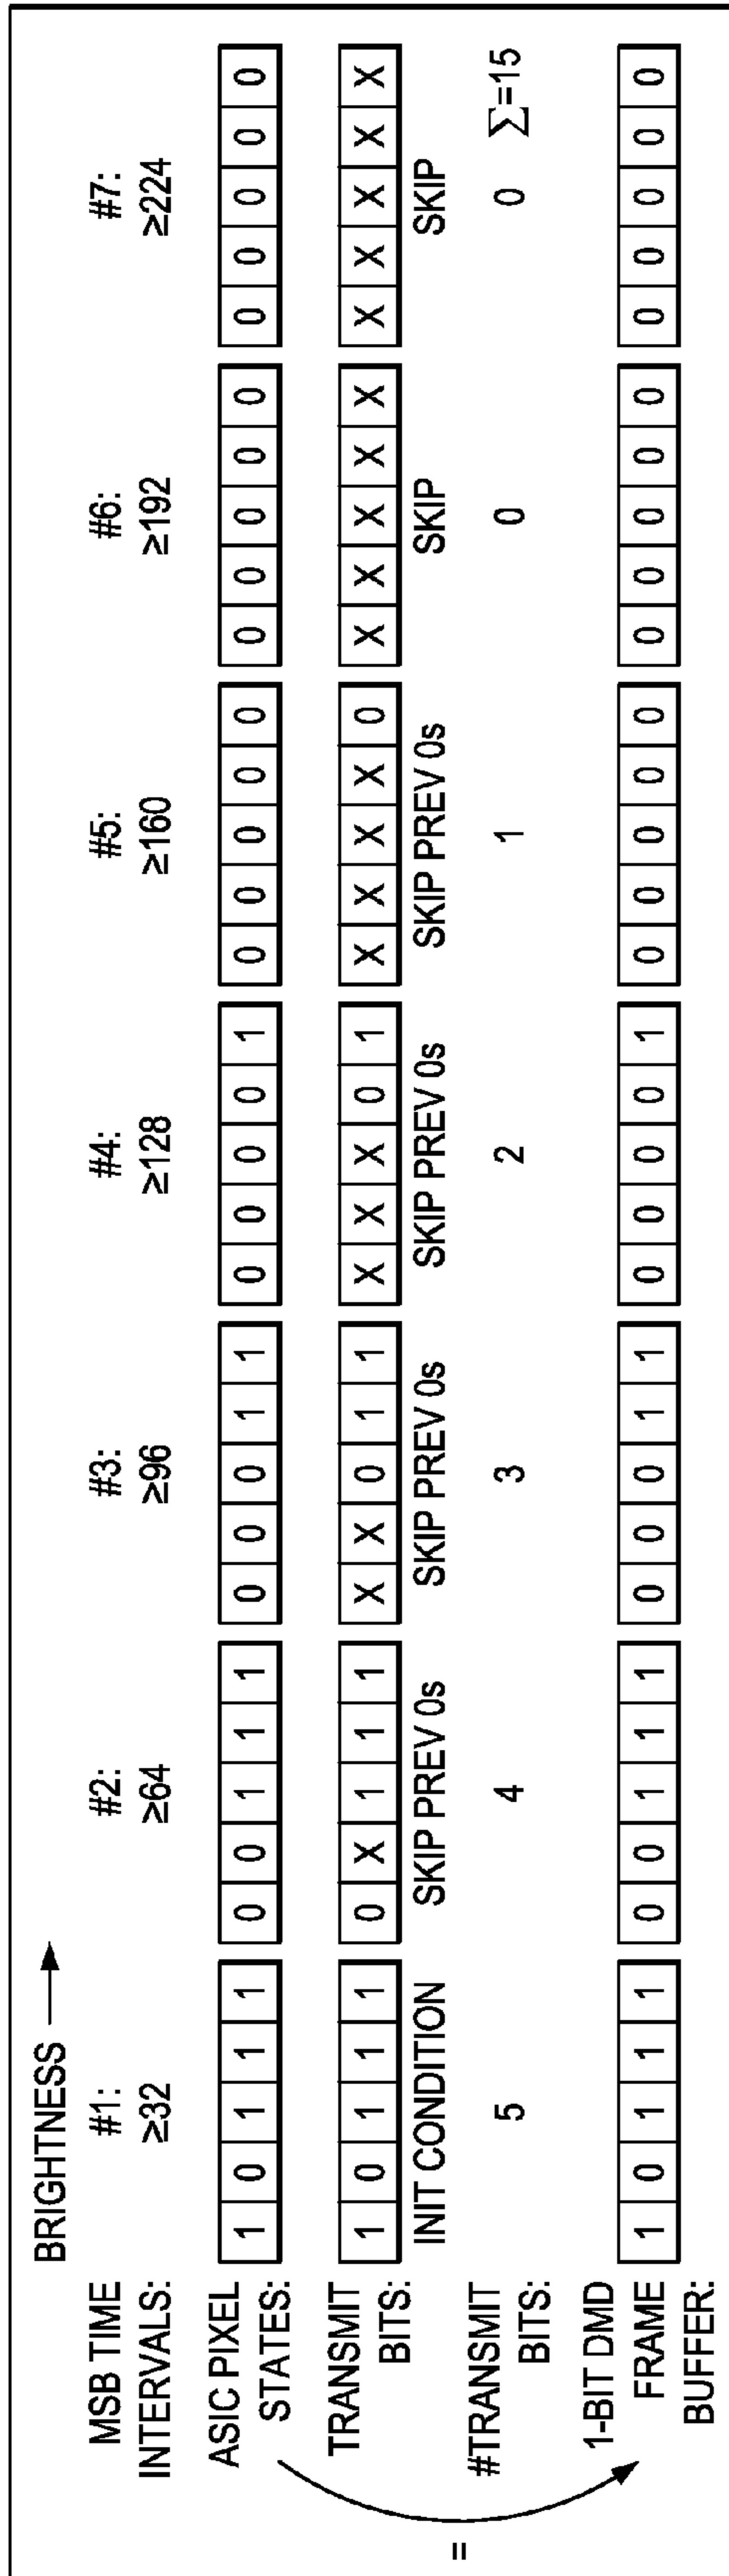 BRIGHTNESS
MSB TIME #1: #2: #3: #4: #5: #6: #7:
INTERVALS: ≥32 ≥64 ≥96 ≥128 ≥160 ≥192 ≥224
ASIC PIXEL
STATES: 1 0 1 1 1 0 0 1 1 1 0 0 0 1 1 0 0 0 0 1 0 0 0 0 0 0 0 0 0 0 0 0 0 0 0
TRANSMIT
BITS: 1 0 1 1 1 0 X 1 1 1 X X 0 1 1 X X X 0 1 X X X X 0 X X X X X X X X X X
INIT CONDITION SKIP PREV 0s SKIP PREV 0s SKIP PREV 0s SKIP PREV 0s SKIP SKIP
#TRANSMIT
BITS: 5 4 3 2 1 0 0 Σ=15
1-BIT DMD
FRAME
BUFFER: 1 0 1 1 1 0 0 1 1 1 0 0 0 1 1 0 0 0 0 1 0 0 0 0 0 0 0 0 0 0 0 0 0 0 0
=